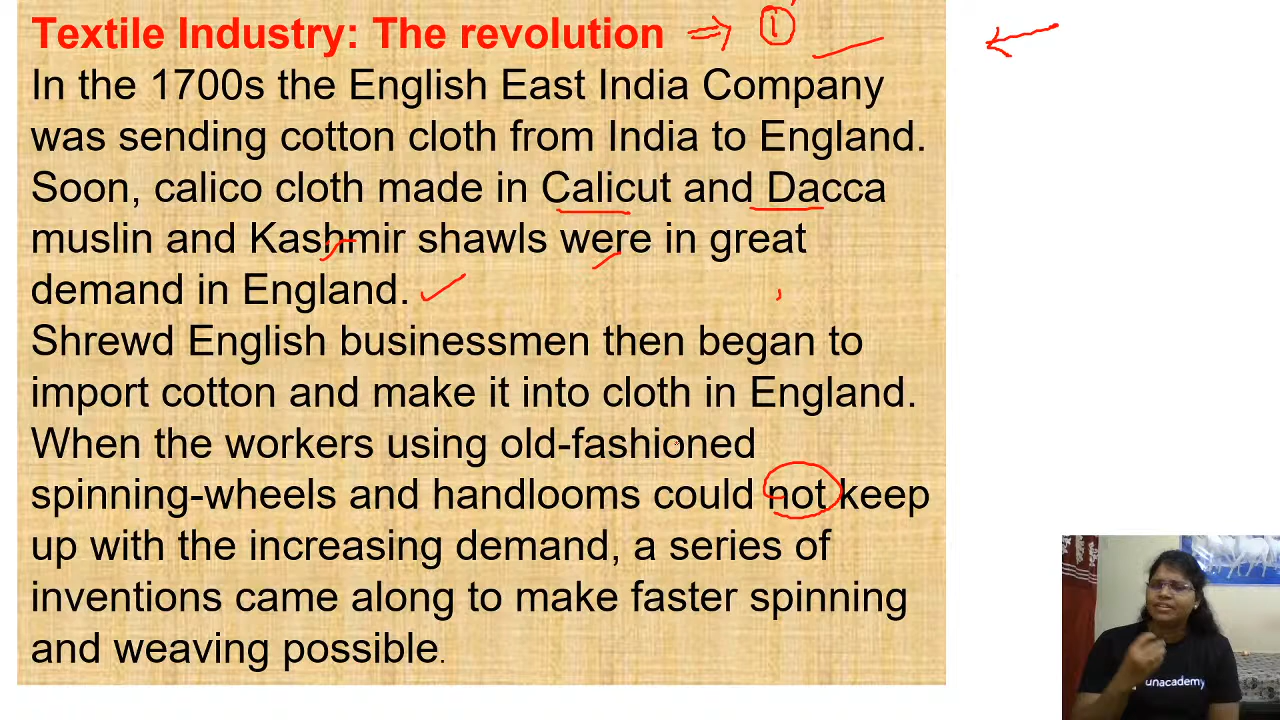 Textile Industry: The revolution ⇒ ①
In the 1700s the English East India Company
was sending cotton cloth from India to England.
Soon, calico cloth made in Calicut and Dacca
muslin and Kashmir shawls were in great
demand in England.
Shrewd English businessmen then began to
import cotton and make it into cloth in England.
When the workers using old-fashioned
spinning-wheels and handlooms could not keep
up with the increasing demand, a series of
inventions came along to make faster spinning
and weaving possible.
unacademy